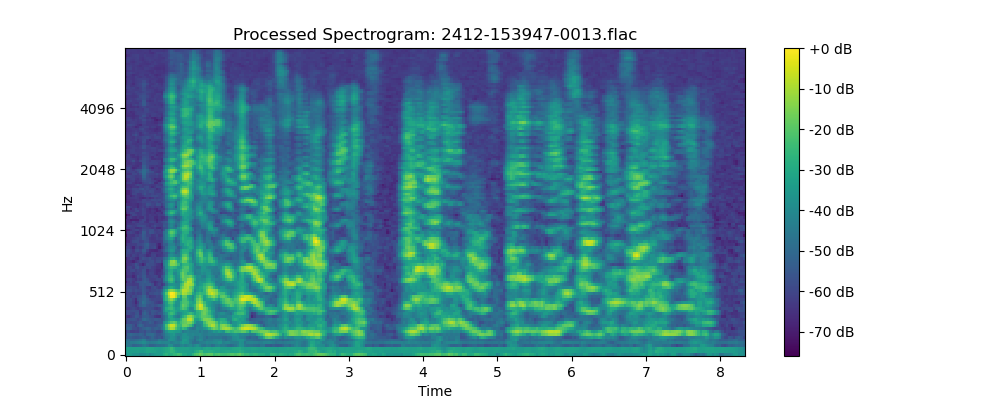 Processed Spectrogram: 2412-153947-0013.flac
Hz
4096
2048
1024
512
0
0 1 2 3 4 5 6 7 8
Time
+0 dB
-10 dB
-20 dB
-30 dB
-40 dB
-50 dB
-60 dB
-70 dB